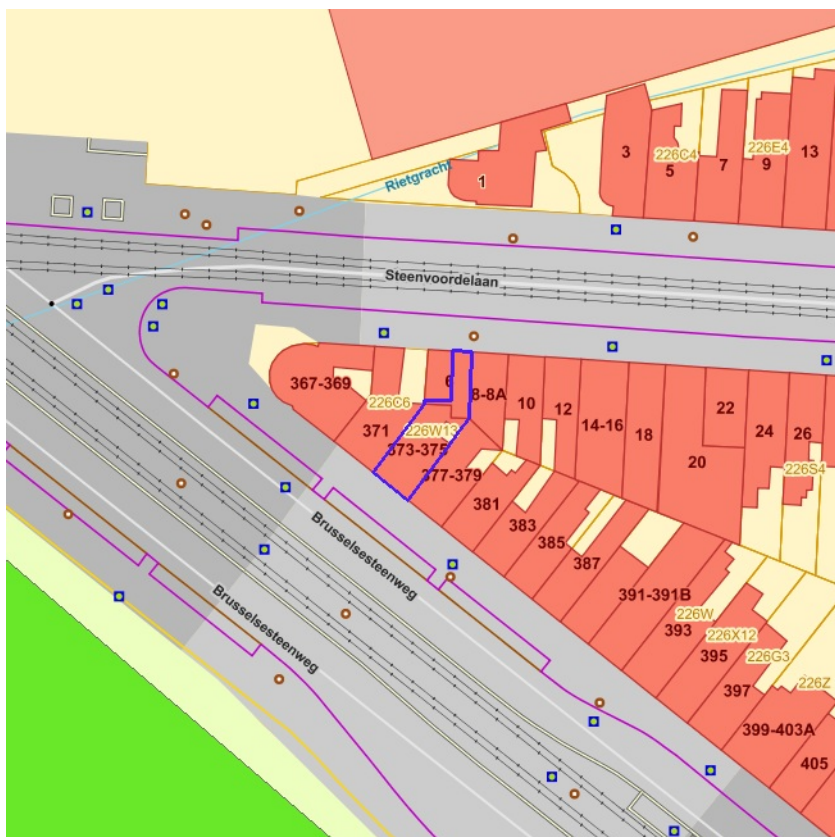 Rietgracht
1
3
226C4
5
7
226E4
9
13
Steenvoordelaan
367-369
226C6
6
8-8A
10
12
14-16
18
22
20
24
26
226S4
371
226W13
373-375
377-379
381
383
385
387
391-391B
226W
393
226X12
395
226G3
397
226Z
399-403A
405
Brusselsesteenweg
Brusselsesteenweg